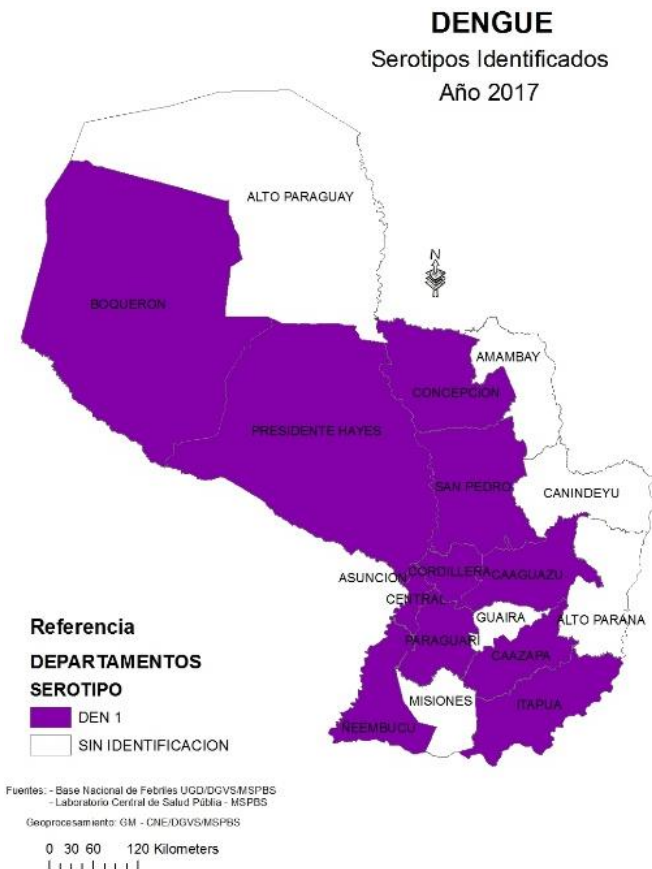 DENGUE
Serotipos Identificados
Año 2017
ALTO PARAGUAY
N
BOQUERON
AMAMBAY
CONCEPCION
PRESIDENTE HAYES
SAN PEDRO
CANINDEYU
ASUNCION
CORDILLERA
CAAGUAZU
CENTRAL
GUAIRA
ALTO PARANA
PARAGUARI
CAAZAPA
MISIONES
ITAPUA
ÑEEMBUCU
Referencia
DEPARTAMENTOS
SEROTIPO
DEN 1
SIN IDENTIFICACION
Fuentes: - Base Nacional de Febriles UGD/DGVS/MSPBS
- Laboratorio Central de Salud Públia - MSPBS
Geoprocesamiento: GM - CNE/DGVS/MSPBS
0 30 60 120 Kilometers